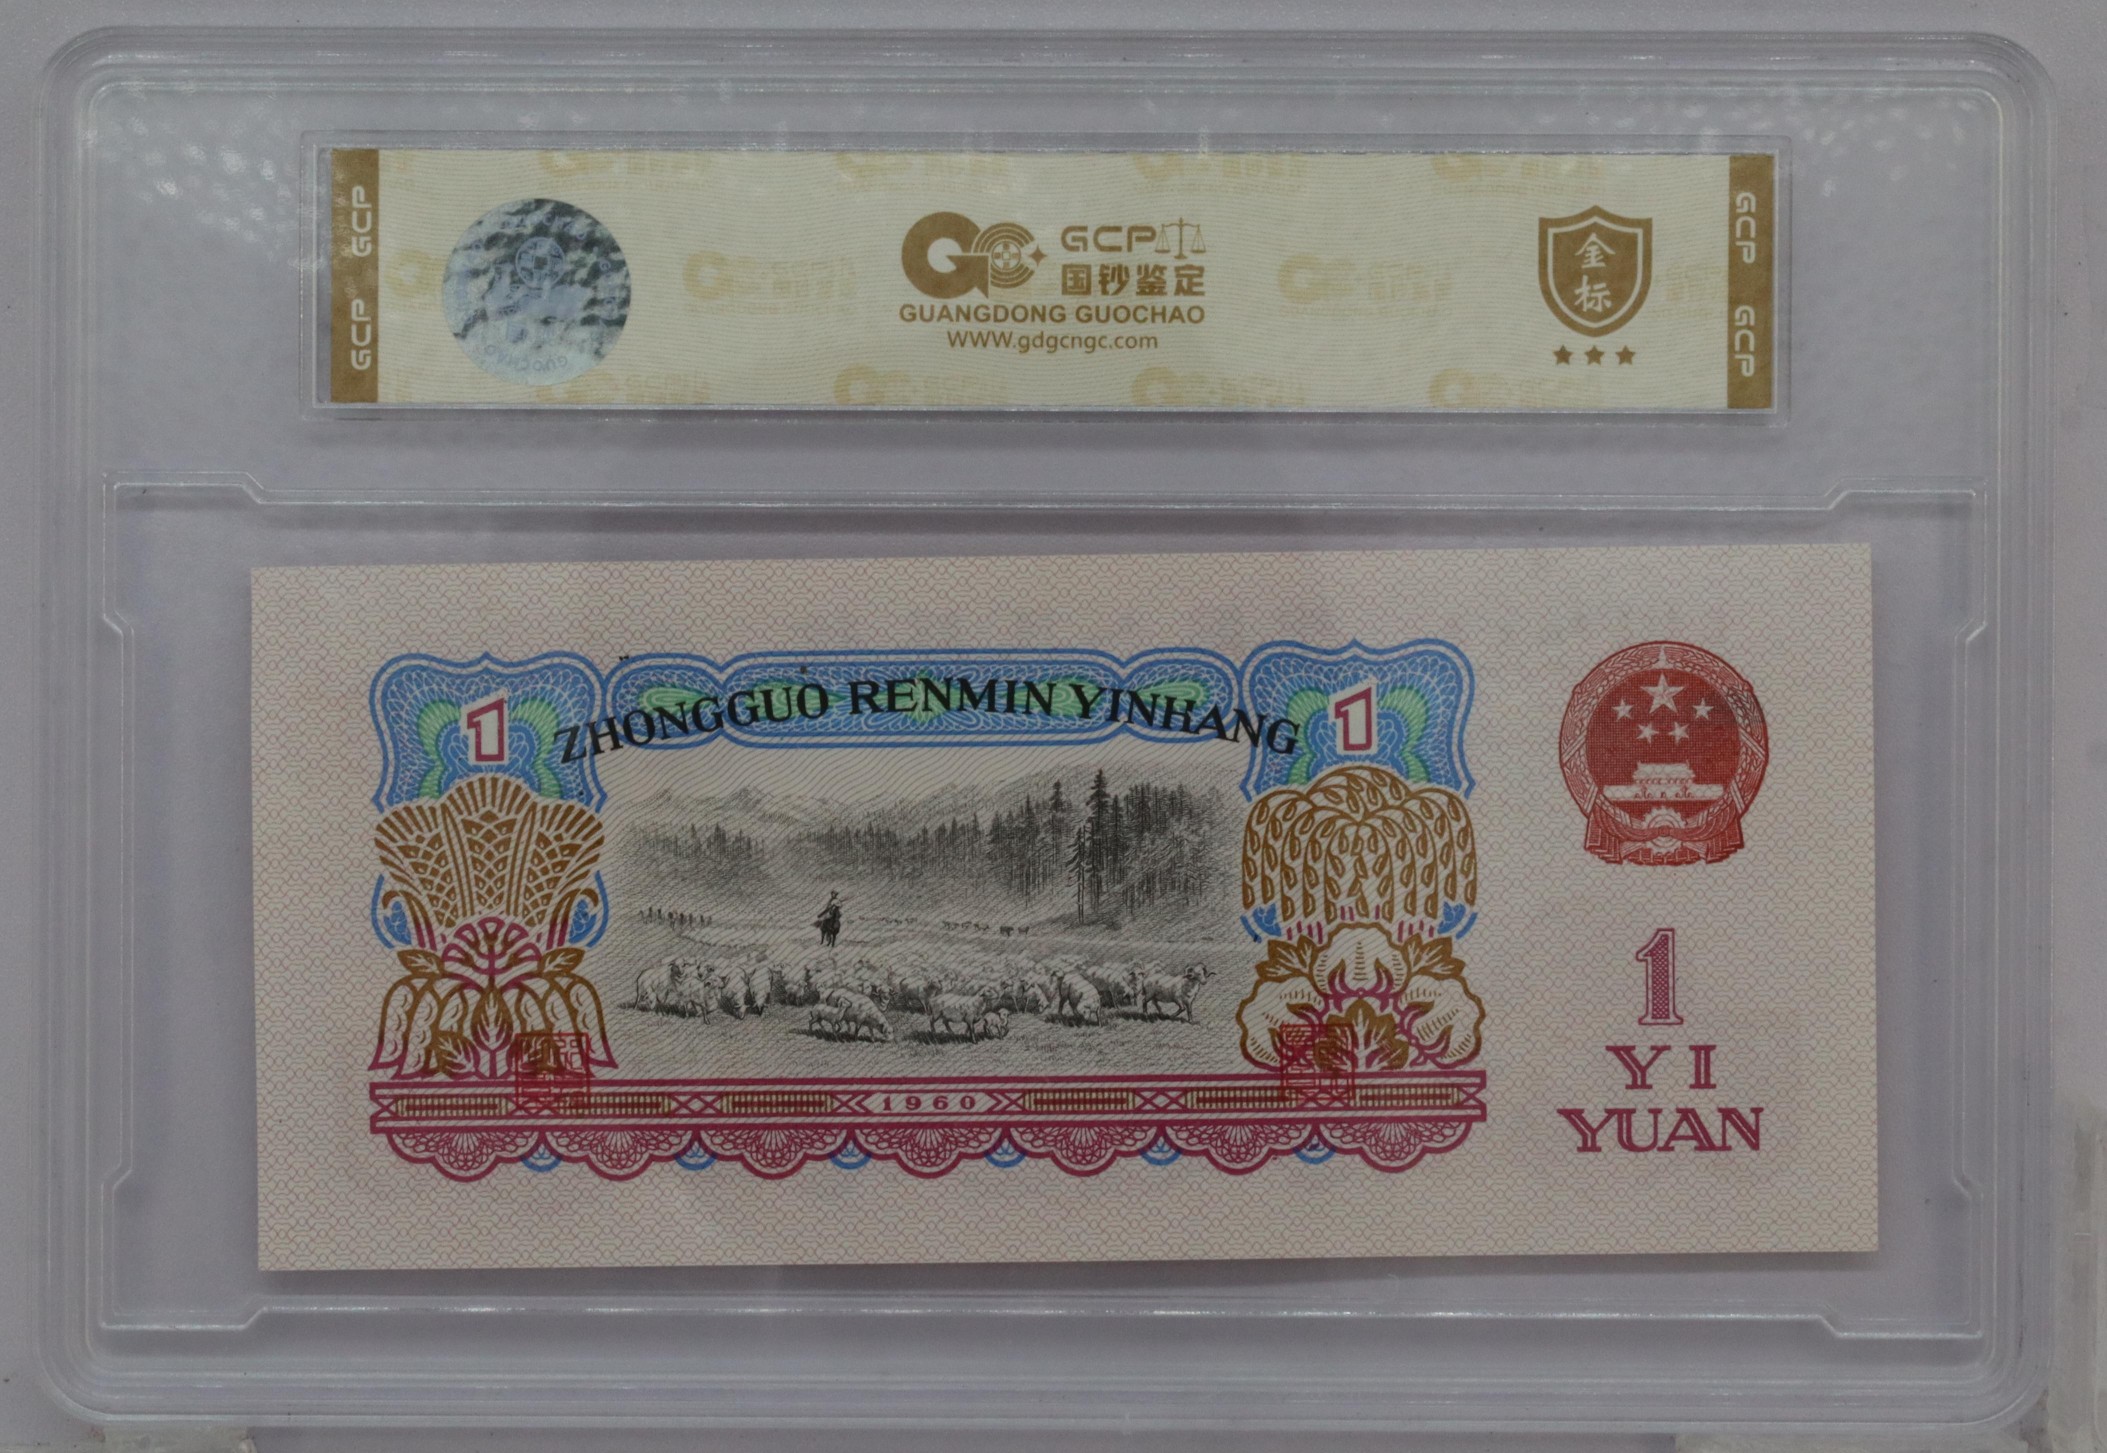 GCP GCP
GCP
国钞鉴定
GUANGDONG GUOCHAO
WWW.gdgcngc.com
金
标
GCP GCP
GUOCHAO
1
ZHONGGUO RENMIN YINHANG
1
1960
1
YI
YUAN